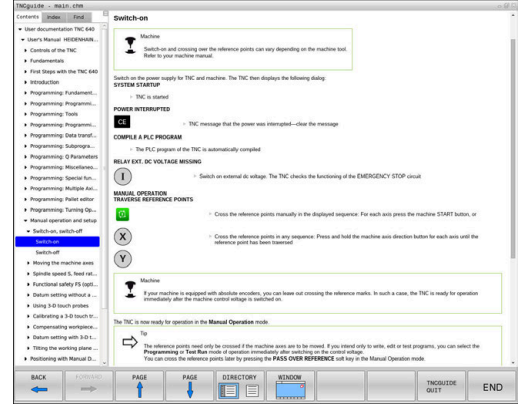 TNCguide - main.chm
Contents Index Find
User documentation TNC 640
User's Manual HEIDENHAIN...
Controls of the TNC
Fundamentals
First Steps with the TNC 640
Introduction
Programming: Fundament...
Programming: Programmi...
Programming: Tools
Programming: Programmi...
Programming: Data transf...
Programming: Subprogra...
Programming: Q Parameters
Programming: Miscellaneo...
Programming: Special fun...
Programming: Multiple Axi...
Programming: Pallet editor
Programming: Turning Op...
Manual operation and setup
Switch-on, switch-off
Switch-on
Switch-off
Moving the machine axes
Spindle speed S, feed rat...
Functional safety FS (opti...
Datum setting without a ...
Using 3-D touch probes
Calibrating a 3-D touch tr...
Compensating workpiece...
Datum setting with 3-D t...
Tilting the working plane ...
Positioning with Manual D...
Switch-on
Machine
Switch-on and crossing over the reference points can vary depending on the machine tool.
Refer to your machine manual.
Switch on the power supply for TNC and machine. The TNC then displays the following dialog:
SYSTEM STARTUP
TNC is started
POWER INTERRUPTED
CE
TNC message that the power was interrupted—clear the message
COMPILE A PLC PROGRAM
The PLC program of the TNC is automatically compiled
RELAY EXT. DC VOLTAGE MISSING
I
Switch on external dc voltage. The TNC checks the functioning of the EMERGENCY STOP circuit
MANUAL OPERATION
TRAVERSE REFERENCE POINTS
Cross the reference points manually in the displayed sequence: For each axis press the machine START button, or
X
Cross the reference points in any sequence: Press and hold the machine axis direction button for each axis until the
reference point has been traversed
Y
Machine
If your machine is equipped with absolute encoders, you can leave out crossing the reference marks. In such a case, the TNC is ready for operation
immediately after the machine control voltage is switched on.
The TNC is now ready for operation in the Manual Operation mode.
Tip
The reference points need only be crossed if the machine axes are to be moved. If you intend only to write, edit or test programs, you can select the
Programming or Test Run mode of operation immediately after switching on the control voltage.
You can cross the reference points later by pressing the PASS OVER REFERENCE soft key in the Manual Operation mode.
BACK FORWARD PAGE PAGE DIRECTORY WINDOW TNCGUIDE
QUIT END